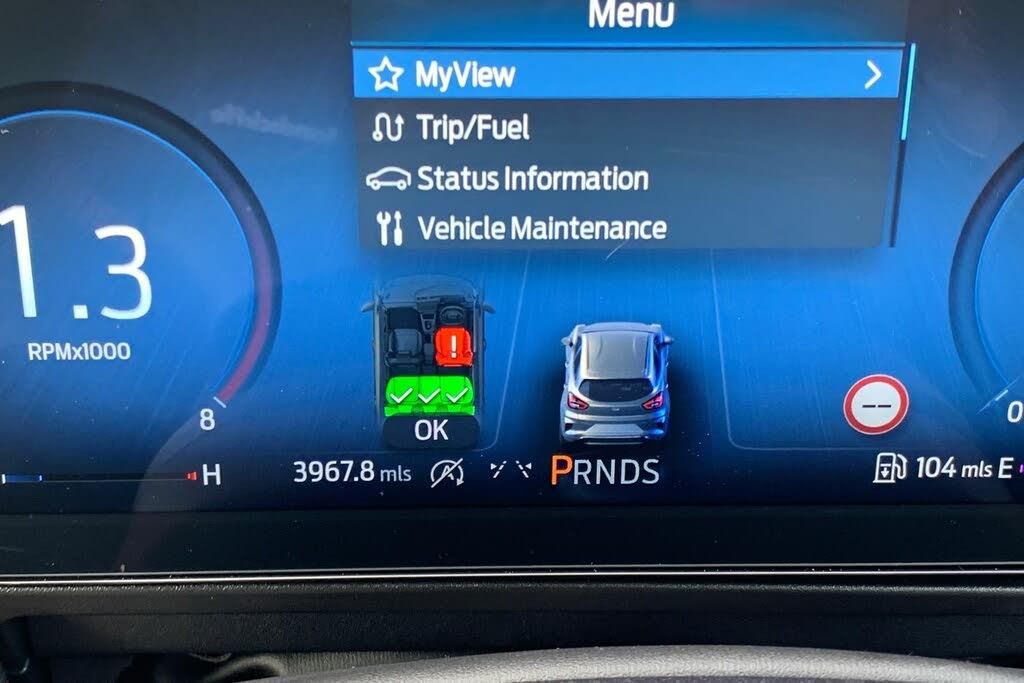 Menu
MyView
Trip/Fuel
Status Information
Vehicle Maintenance
1.3
RPMx1000
8
!
OK
--
0
H
3967.8 mls
A
PRNDS
104 mls E